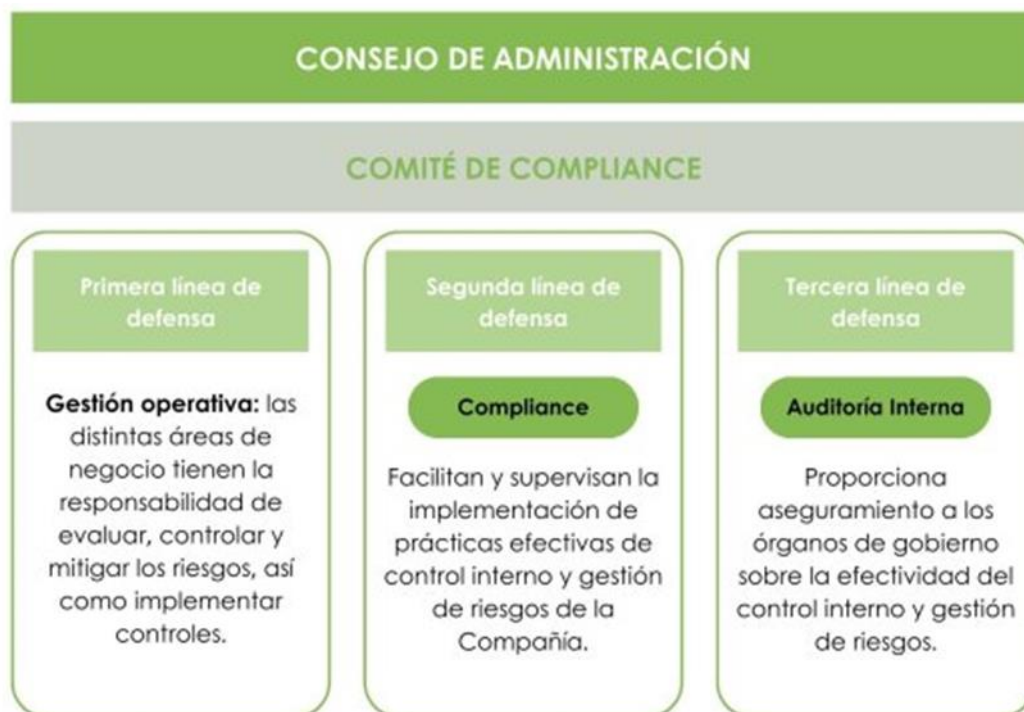 CONSEJO DE ADMINISTRACIÓN
COMITÉ DE COMPLIANCE
Primera línea de
defensa
Gestión operativa: las
distintas áreas de
negocio tienen la
responsabilidad de
evaluar, controlar y
mitigar los riesgos, así
como implementar
controles.
Segunda línea de
defensa
Compliance
Facilitan y supervisan la
implementación de
prácticas efectivas de
control interno y gestión
de riesgos de la
Compañía.
Tercera línea de
defensa
Auditoría Interna
Proporciona
aseguramiento a los
órganos de gobierno
sobre la efectividad del
control interno y gestión
de riesgos.